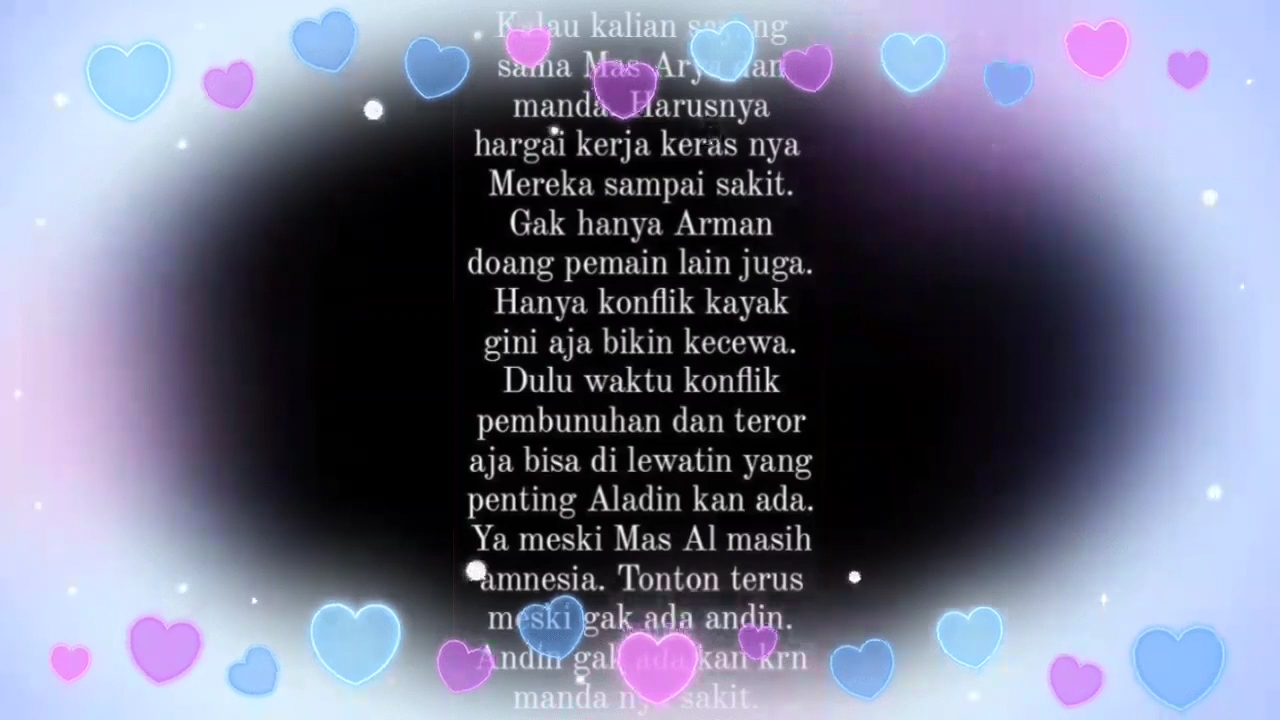 Kalau kalian sayang
sama Mas Arya dan
manda. Harusnya
hargai kerja keras nya
Mereka sampai sakit.
Gak hanya Arman
doang pemain lain juga.
Hanya konflik kayak
gini aja bikin kecewa.
Dulu waktu konflik
pembunuhan dan teror
aja bisa di lewatin yang
penting Aladin kan ada.
Ya meski Mas Al masih
amnesia. Tonton terus
meski gak ada andin.
Andin gak ada kan krn
manda nya sakit.